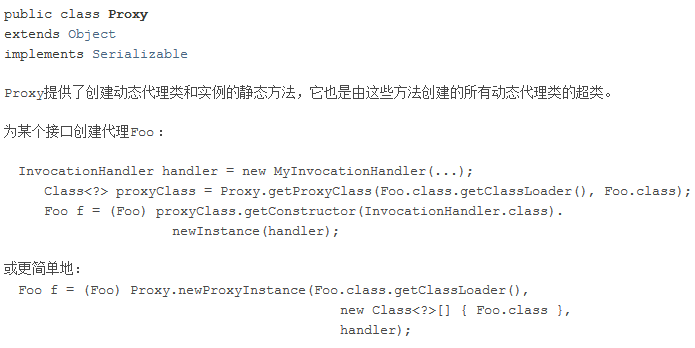 public class Proxy
extends Object
implements Serializable
Proxy提供了创建动态代理类和实例的静态方法，它也是由这些方法创建的所有动态代理类的超类。
为某个接口创建代理Foo：
InvocationHandler handler = new MyInvocationHandler(...);
Class<?> proxyClass = Proxy.getProxyClass(Foo.class.getClassLoader(), Foo.class);
Foo f = (Foo) proxyClass.getConstructor(InvocationHandler.class).
newInstance(handler);
或更简单地：
Foo f = (Foo) Proxy.newProxyInstance(Foo.class.getClassLoader(),
new Class<?>[] { Foo.class },
handler);